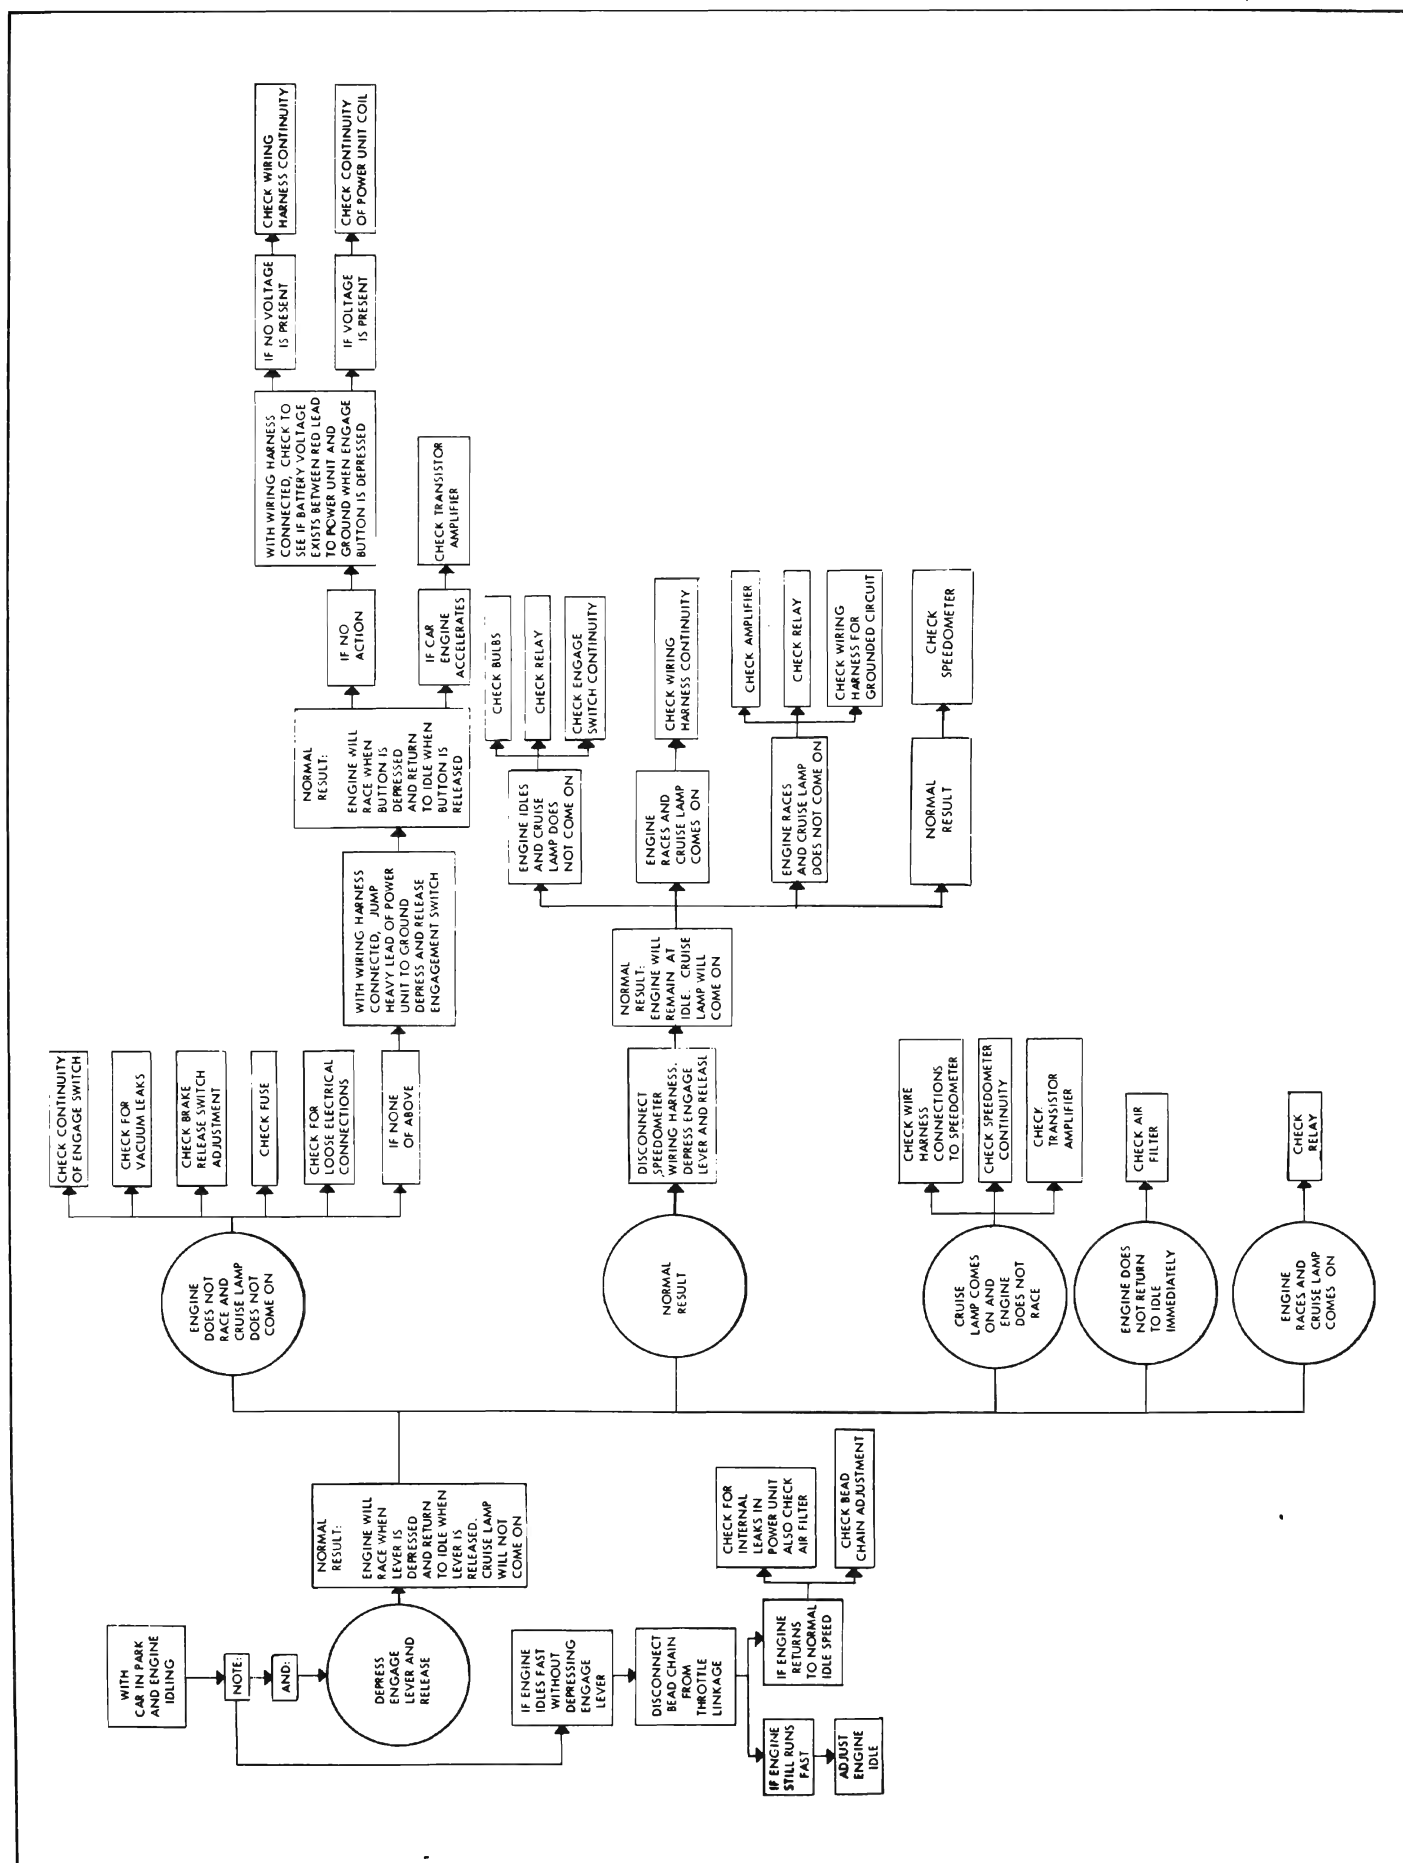 WITH
CAR IN PARK
AND ENGINE
IDLING
NOTE:
AND:
DEPRESS
ENGAGE
LEVER AND
RELEASE
IF ENGINE
IDLES FAST
WITHOUT
DEPRESSING
ENGAGE
LEVER
DISCONNECT
BEAD CHAIN
FROM
THROTTLE
LINKAGE
IF ENGINE
STILL RUNS
FAST
ADJUST
ENGINE
IDLE
IF ENGINE
RETURNS
TO NORMAL
IDLE SPEED
CHECK FOR
INTERNAL
LEAKS IN
POWER UNIT
ALSO CHECK
AIR FILTER
CHECK BEAD
CHAIN ADJUSTMENT
NORMAL
RESULT:
ENGINE WILL
RACE WHEN
LEVER IS
DEPRESSED
AND RETURN
TO IDLE WHEN
LEVER IS
RELEASED.
CRUISE LAMP
WILL NOT
COME ON
ENGINE
DOES NOT
RACE AND
CRUISE LAMP
DOES NOT
COME ON
CHECK CONTINUITY
OF ENGAGE SWITCH
CHECK FOR
VACUUM LEAKS
CHECK BRAKE
RELEASE SWITCH
ADJUSTMENT
CHECK FUSE
CHECK FOR
LOOSE ELECTRICAL
CONNECTIONS
IF NONE
OF ABOVE
WITH WIRING HARNESS
CONNECTED, JUMP
HEAVY LEAD OF POWER
UNIT TO GROUND
DEPRESS AND RELEASE
ENGAGEMENT SWITCH
NORMAL
RESULT:
ENGINE WILL
RACE WHEN
BUTTON IS
DEPRESSED
AND RETURN
TO IDLE WHEN
BUTTON IS
RELEASED
IF NO
ACTION
WITH WIRING HARNESS
CONNECTED, CHECK TO
SEE IF BATTERY VOLTAGE
EXISTS BETWEEN RED LEAD
TO POWER UNIT AND
GROUND WHEN ENGAGE
BUTTON IS DEPRESSED
IF NO VOLTAGE
IS PRESENT
CHECK WIRING
HARNESS CONTINUITY
IF VOLTAGE
IS PRESENT
CHECK CONTINUITY
OF POWER UNIT COIL
IF CAR
ENGINE
ACCELERATES
CHECK TRANSISTOR
AMPLIFIER
NORMAL
RESULT
DISCONNECT
SPEEDOMETER
WIRING HARNESS.
DEPRESS ENGAGE
LEVER AND RELEASE
NORMAL
RESULT:
ENGINE WILL
REMAIN AT
IDLE. CRUISE
LAMP WILL
COME ON
ENGINE IDLES
AND CRUISE
LAMP DOES
NOT COME ON
CHECK BULBS
CHECK RELAY
CHECK ENGAGE
SWITCH CONTINUITY
ENGINE
RACES AND
CRUISE LAMP
COMES ON
CHECK WIRING
HARNESS CONTINUITY
ENGINE RACES
AND CRUISE LAMP
DOES NOT COME ON
CHECK AMPLIFIER
CHECK RELAY
CHECK WIRING
HARNESS FOR
GROUNDED CIRCUIT
NORMAL
RESULT
CHECK
SPEEDOMETER
CRUISE
LAMP COMES
ON AND
ENGINE
DOES NOT
RACE
CHECK WIRE
HARNESS
CONNECTIONS
TO SPEEDOMETER
CHECK SPEEDOMETER
CONTINUITY
CHECK
TRANSISTOR
AMPLIFIER
ENGINE DOES
NOT RETURN
TO IDLE
IMMEDIATELY
CHECK AIR
FILTER
ENGINE
RACES AND
CRUISE LAMP
COMES ON
CHECK
RELAY